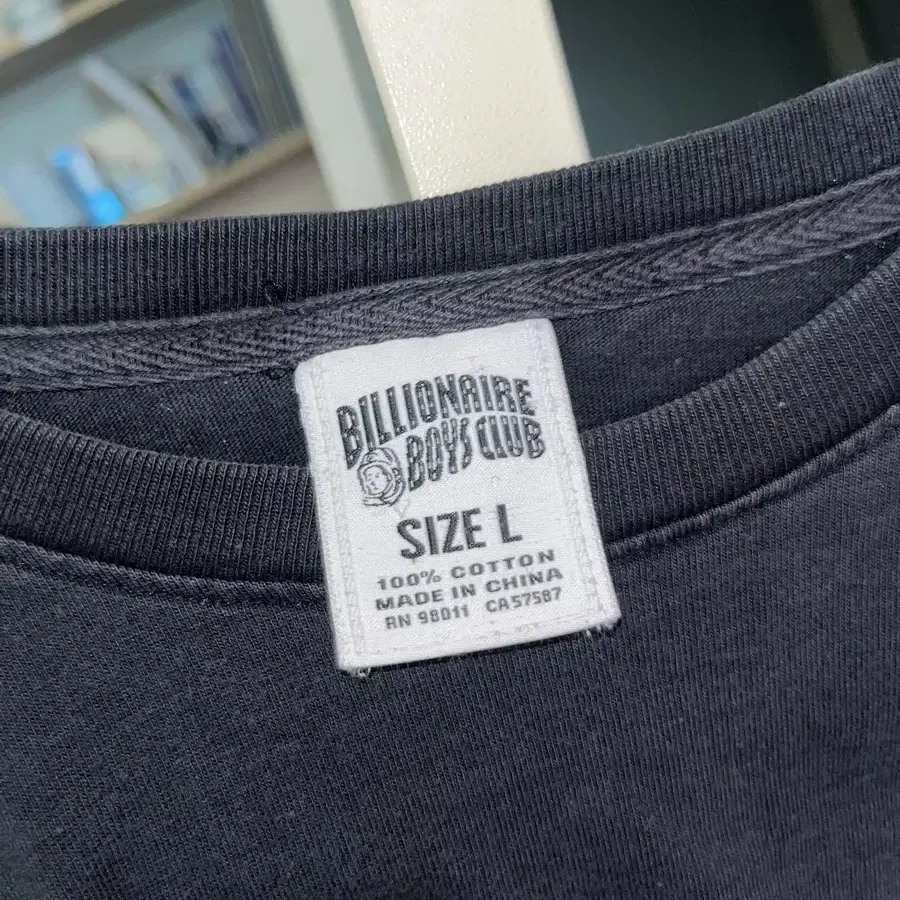 BILLIONAIRE
BOYS CLUB
SIZE L
100% COTTON
MADE IN CHINA
RN 98011 CA57587